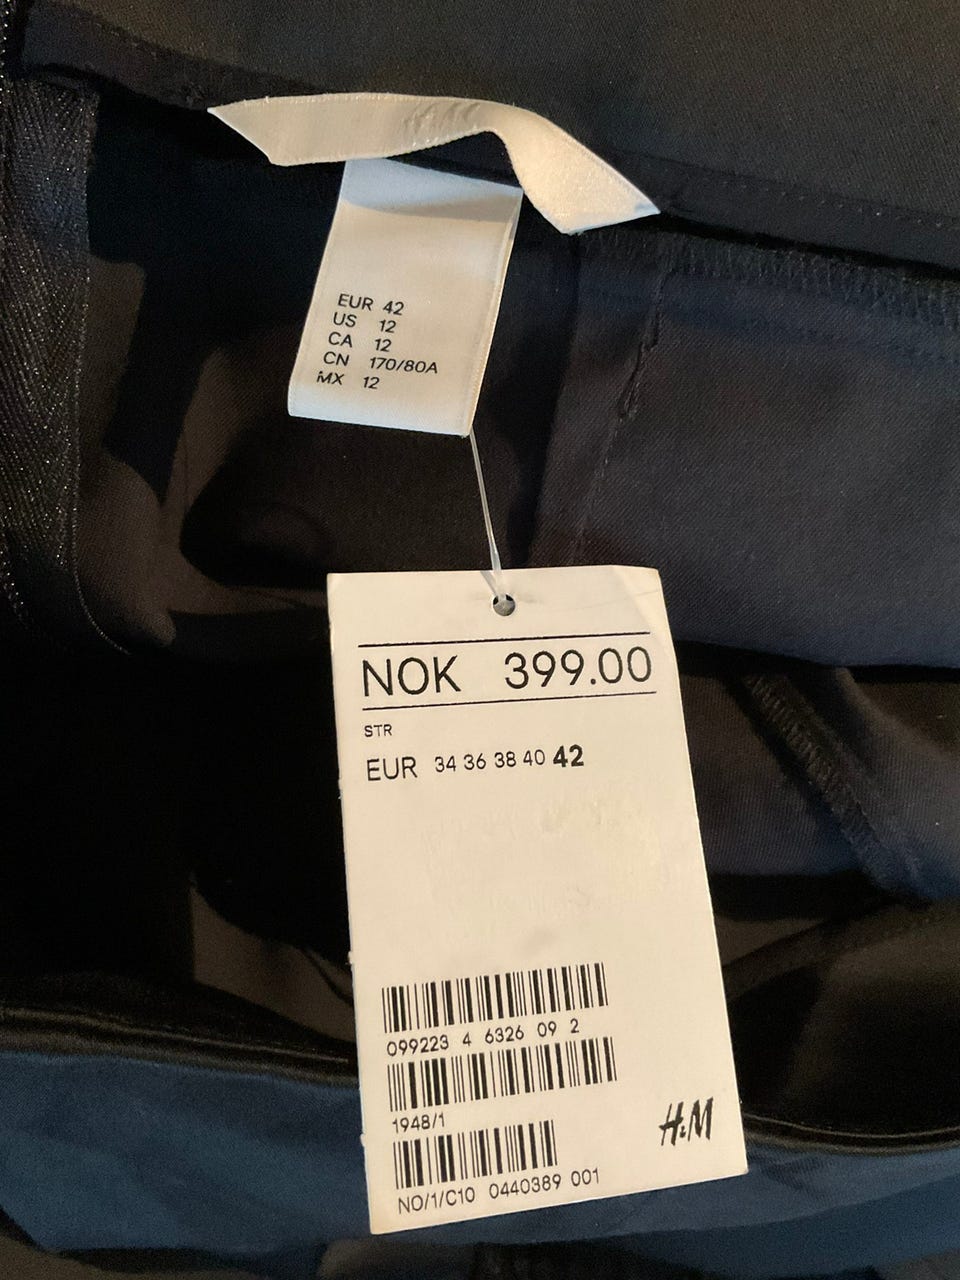 EUR 42
US 12
CA 12
CN 170/80A
MX 12
NOK 399.00
STR
EUR 34 36 38 40 42
099223 4 6326 09 2
1948/1
H&M
NO/1/C10 0440389 001